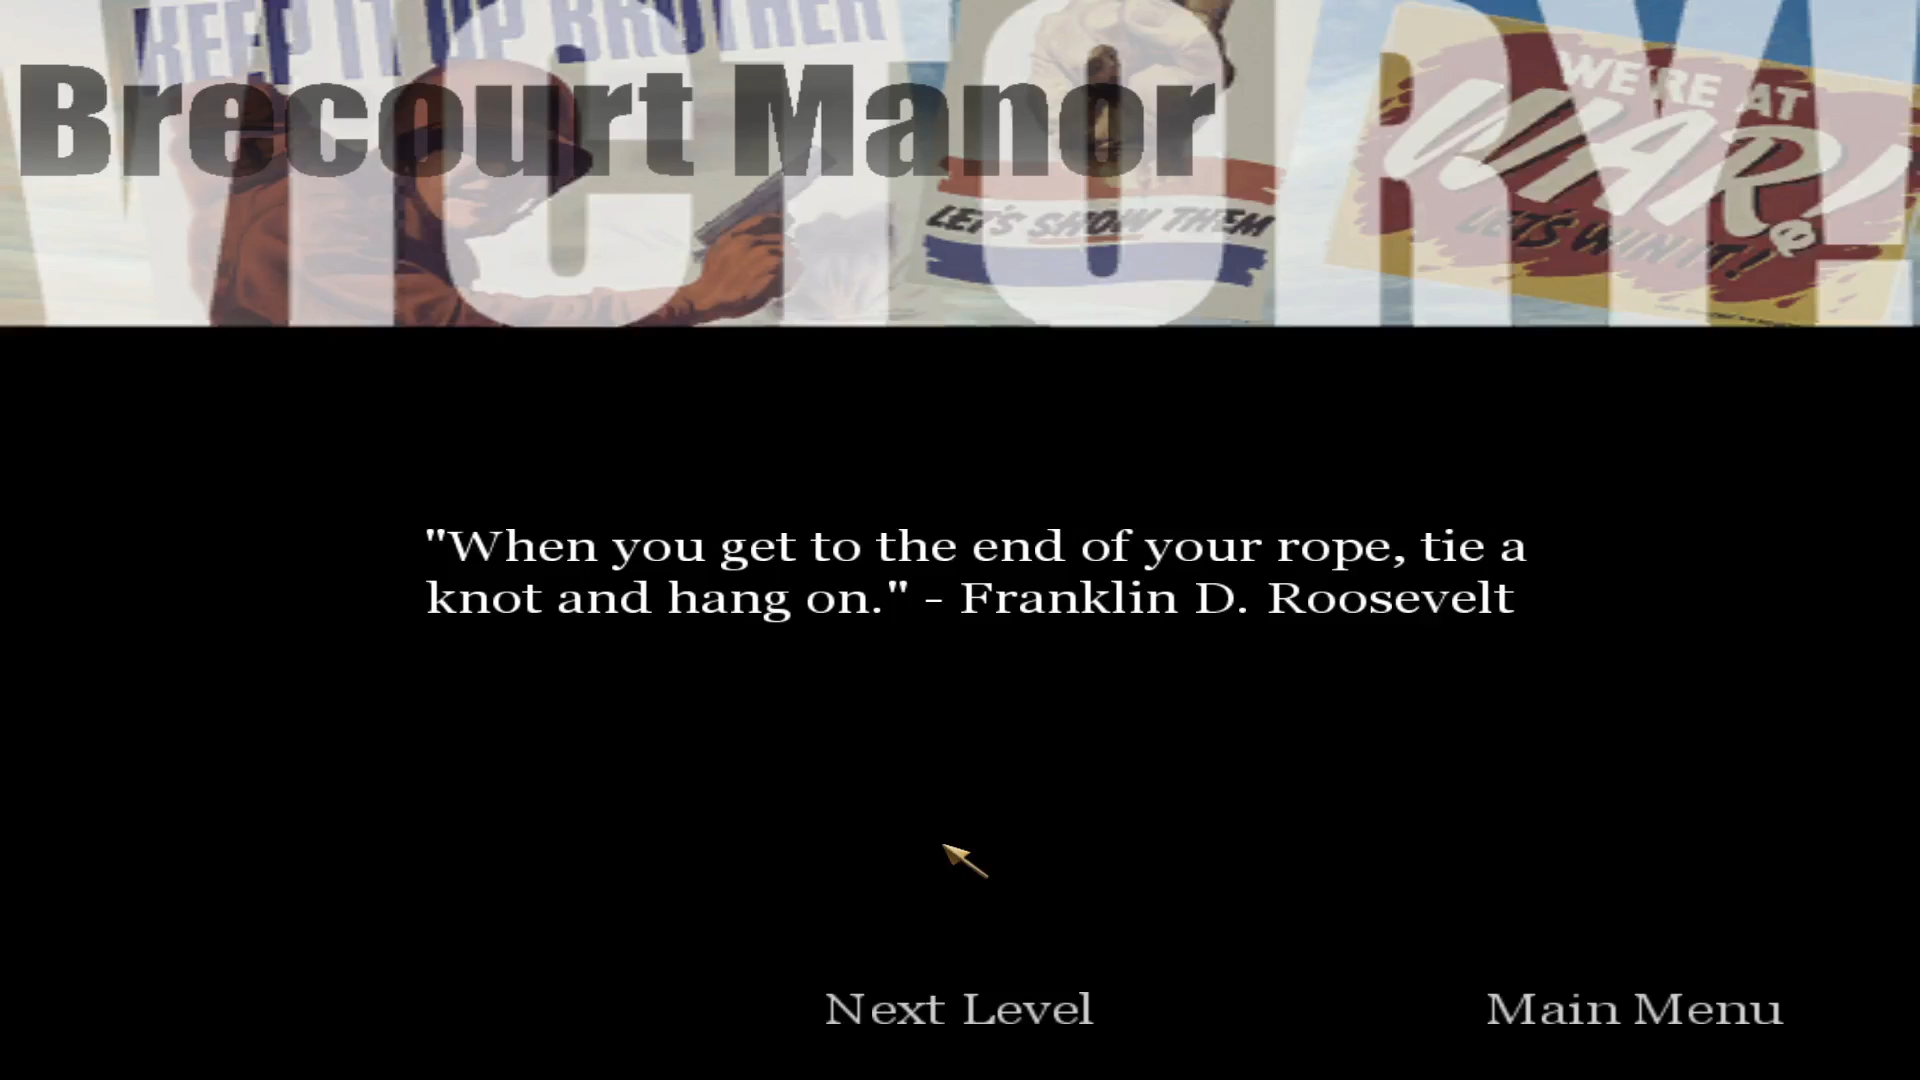 KEEP IT UP BROTHER
VICTORY
Brecourt Manor
WE'RE AT
WAR!
LET'S SHOW THEM
LET'S WIN IT!
"When you get to the end of your rope, tie a
knot and hang on." - Franklin D. Roosevelt
Next Level
Main Menu